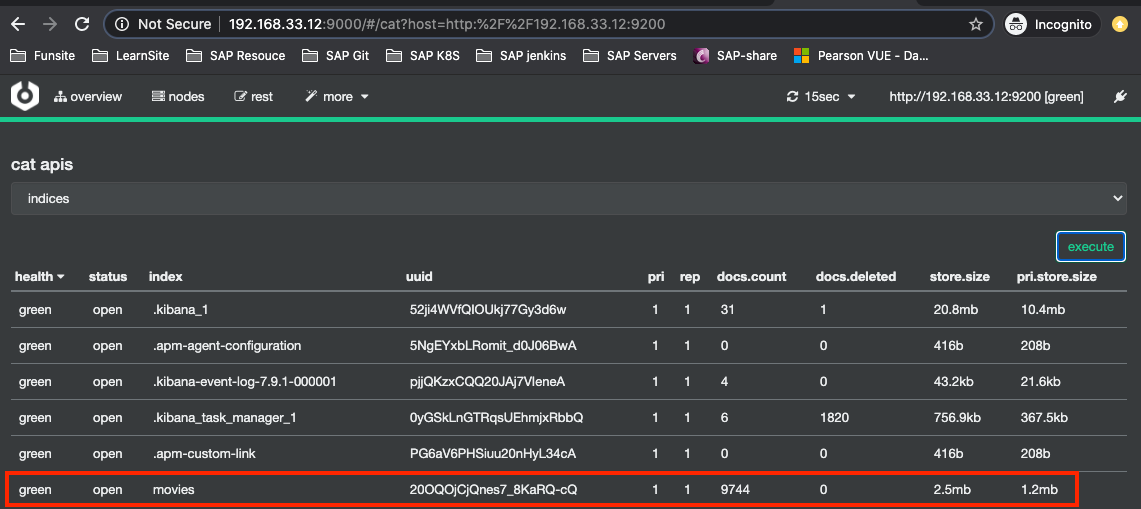 Not Secure 192.168.33.12:9000/#/cat?host=http:%2F%2F192.168.33.12:9200 Incognito
Funsite LearnSite SAP Resouce SAP Git SAP K8S SAP jenkins SAP Servers SAP-share Pearson VUE - Da...
overview nodes rest more 15sec http://192.168.33.12:9200 [green]
cat apis
indices
execute
health status index uuid pri rep docs.count docs.deleted store.size pri.store.size
green open .kibana_1 52ji4WVfQIOUkj77Gy3d6w 1 1 31 1 20.8mb 10.4mb
green open .apm-agent-configuration 5NgEYxbLRomit_d0J06BwA 1 1 0 0 416b 208b
green open .kibana-event-log-7.9.1-000001 pjjQKzxCQQ20JAj7VIeneA 1 1 4 0 43.2kb 21.6kb
green open .kibana_task_manager_1 0yGSkLnGTRqsUEhmjxRbbQ 1 1 6 1820 756.9kb 367.5kb
green open .apm-custom-link PG6aV6PHSiuu20nHyL34cA 1 1 0 0 416b 208b
green open movies 20OQOjCjQnes7_8KaRQ-cQ 1 1 9744 0 2.5mb 1.2mb